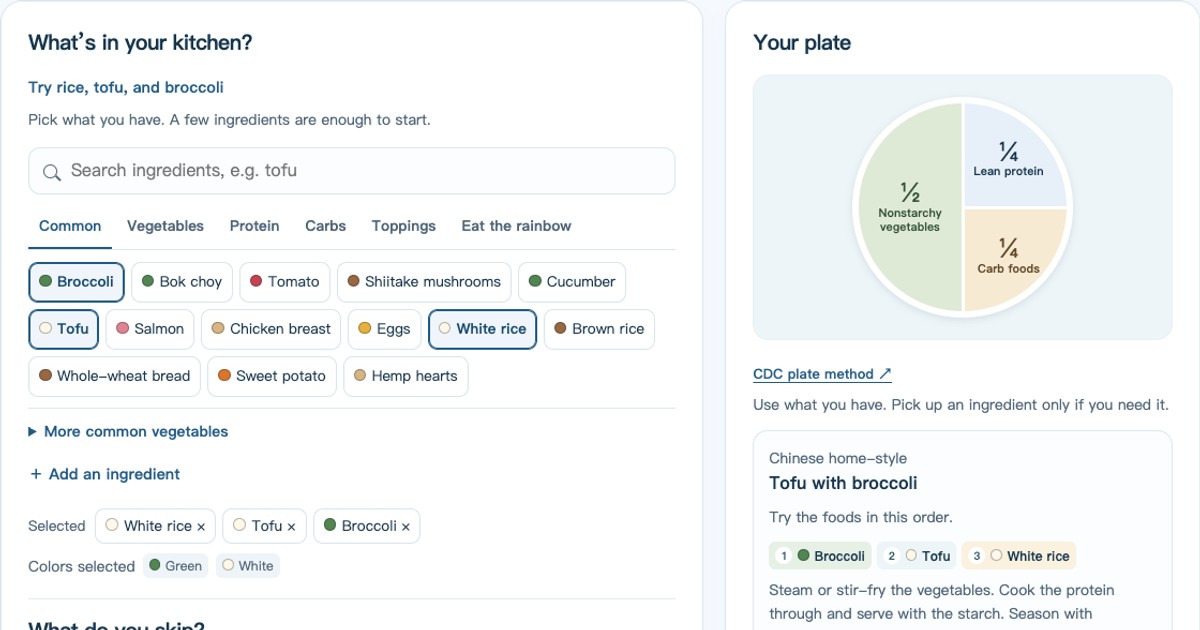 What's in your kitchen?
Try rice, tofu, and broccoli
Pick what you have. A few ingredients are enough to start.
Search ingredients, e.g. tofu
Common Vegetables Protein Carbs Toppings Eat the rainbow
Broccoli Bok choy Tomato Shiitake mushrooms Cucumber
Tofu Salmon Chicken breast Eggs White rice Brown rice
Whole-wheat bread Sweet potato Hemp hearts
▶ More common vegetables
+ Add an ingredient
Selected White rice × Tofu × Broccoli ×
Colors selected Green White
What do you skip?
Your plate
½
Nonstarchy
vegetables
¼
Lean protein
¼
Carb foods
CDC plate method ↗
Use what you have. Pick up an ingredient only if you need it.
Chinese home-style
Tofu with broccoli
Try the foods in this order.
1 Broccoli 2 Tofu 3 White rice
Steam or stir-fry the vegetables. Cook the protein
through and serve with the starch. Season with